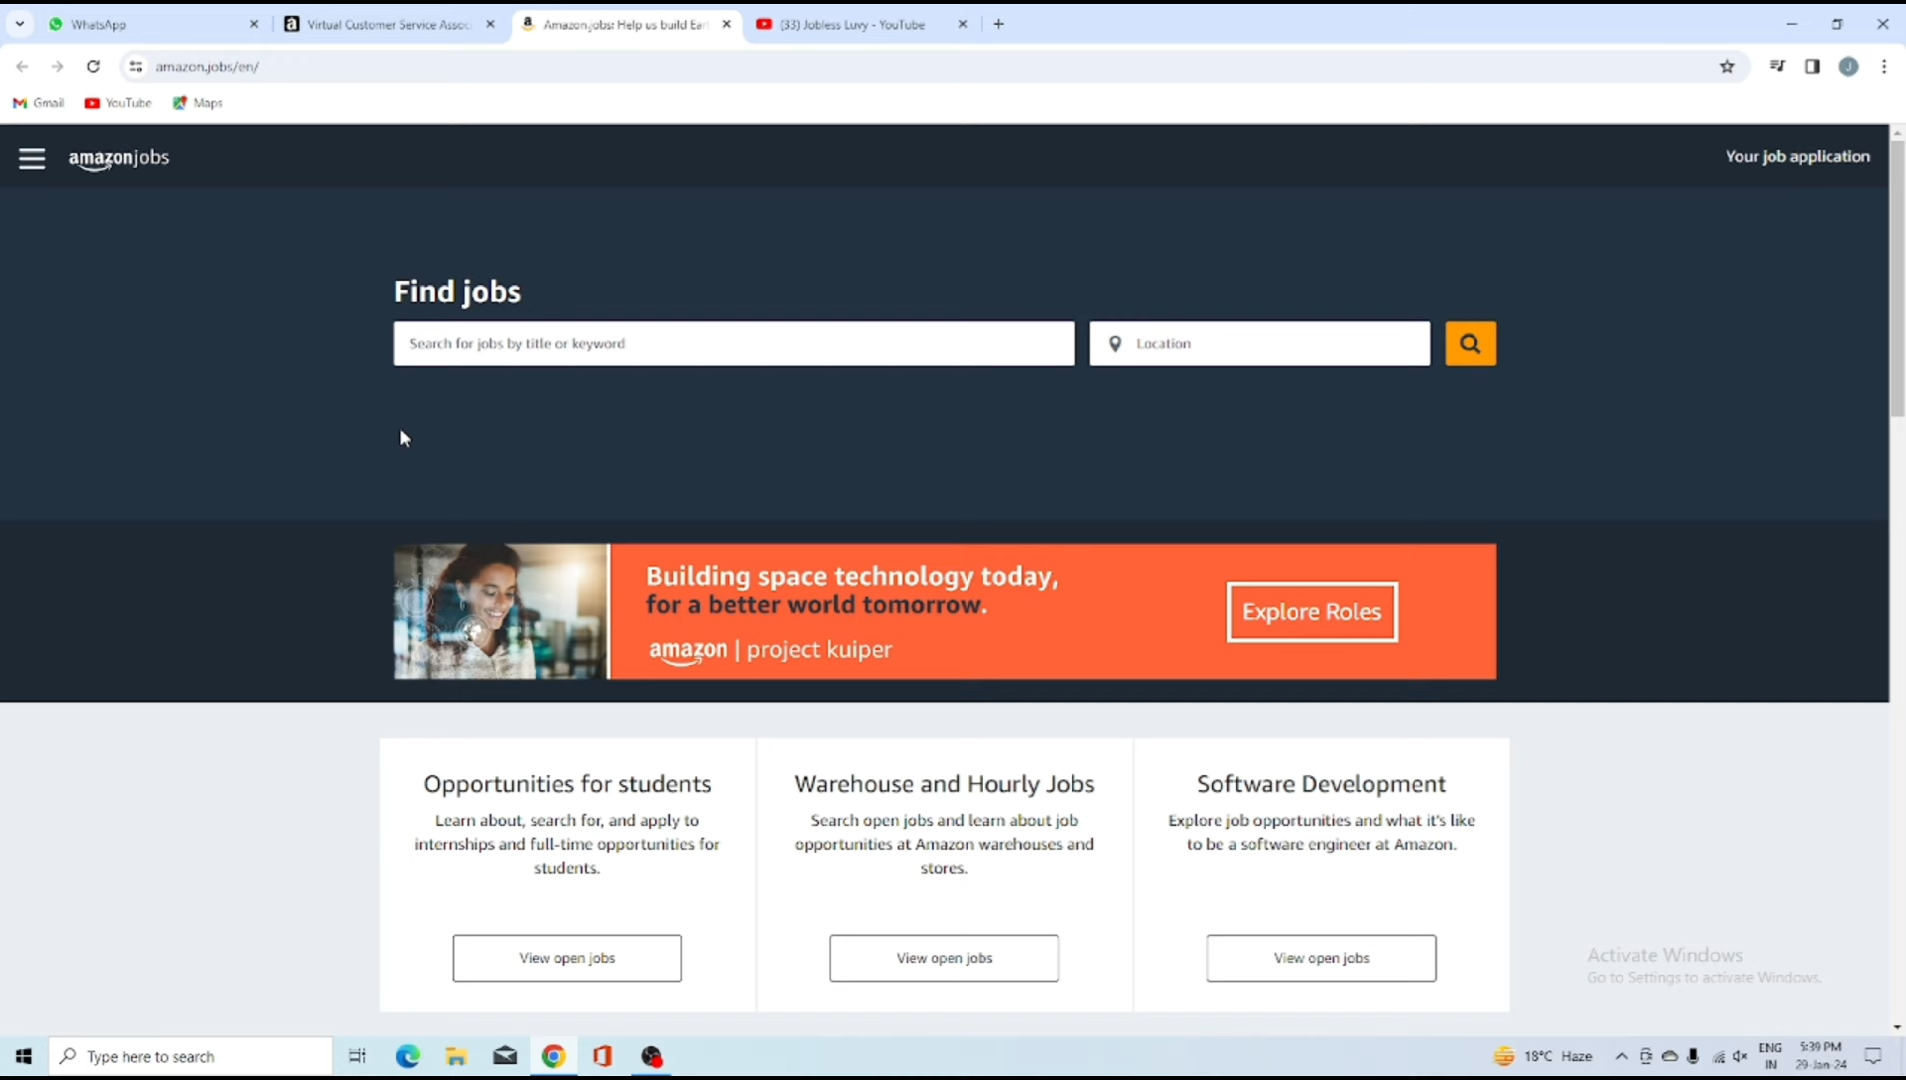 WhatsApp
Virtual Customer Service Assoc
Amazon.jobs: Help us build Ear
(33) Jobless Luvy - YouTube
amazon.jobs/en/
J
Gmail
YouTube
Maps
amazonjobs
Your job application
Find jobs
Search for jobs by title or keyword
Location
Building space technology today,
for a better world tomorrow.
amazon | project kuiper
Explore Roles
Opportunities for students
Learn about, search for, and apply to
internships and full-time opportunities for
students.
View open jobs
Warehouse and Hourly Jobs
Search open jobs and learn about job
opportunities at Amazon warehouses and
stores.
View open jobs
Software Development
Explore job opportunities and what it's like
to be a software engineer at Amazon.
View open jobs
Activate Windows
Go to Settings to activate Windows.
Type here to search
18°C Haze
ENG
IN
5:39 PM
29-Jan-24